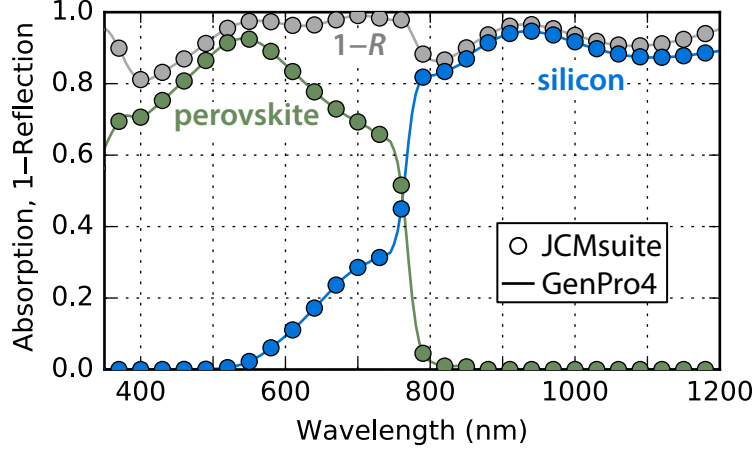 Absorption, 1−Reflection
1.0
0.8
0.6
0.4
0.2
0.0
1−R
perovskite
silicon
JCMsuite
GenPro4
400
600
800
1000
1200
Wavelength (nm)